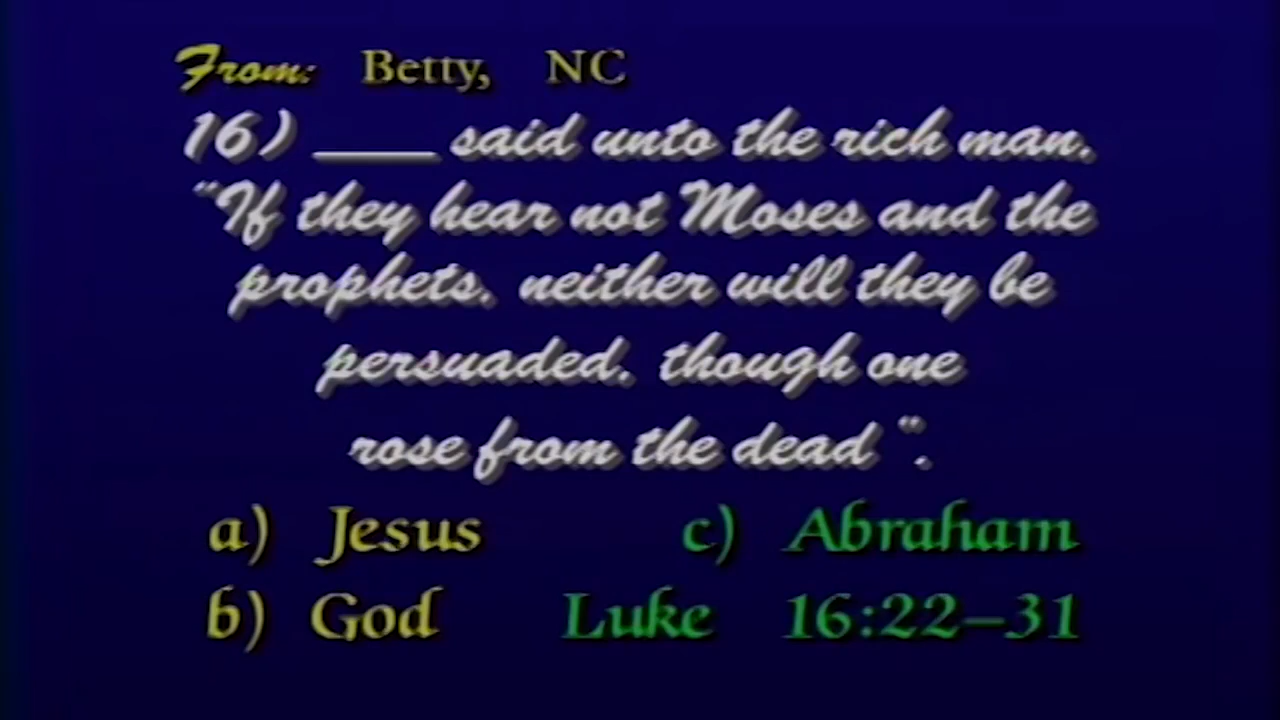 From: Betty, NC
16) ____ said unto the rich man,
"If they hear not Moses and the
prophets, neither will they be
persuaded, though one
rose from the dead ".
a) Jesus c) Abraham
b) God Luke 16:22–31